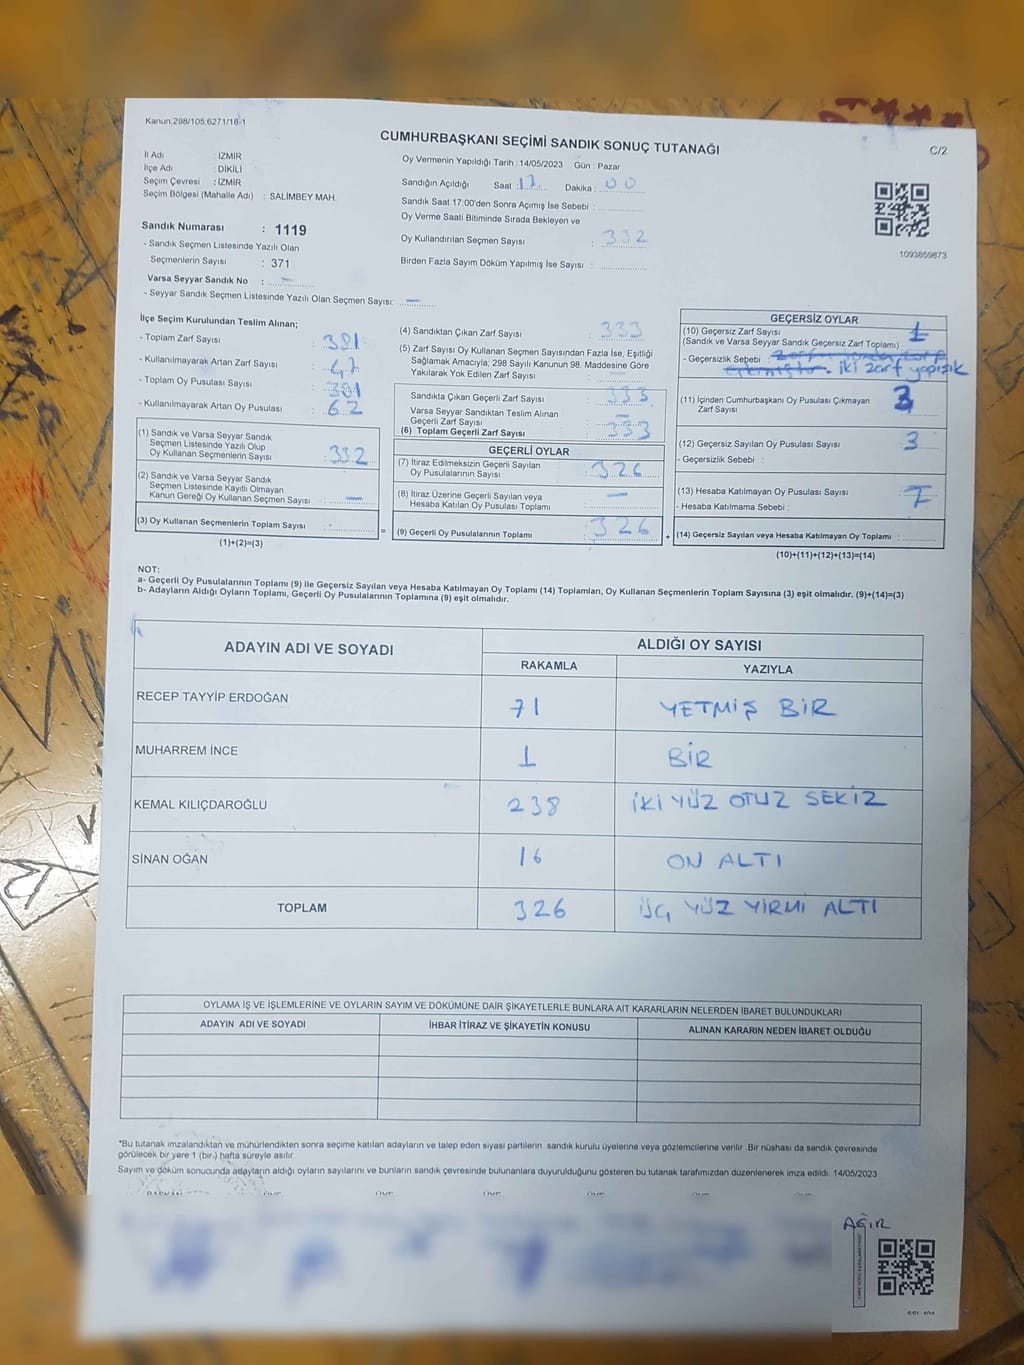 Kanun:298/105,6271/18-1
CUMHURBAŞKANI SEÇİMİ SANDIK SONUÇ TUTANAĞI
C/2
İl Adı : İZMİR
İlçe Adı : DİKİLİ
Seçim Çevresi : İZMİR
Seçim Bölgesi (Mahalle Adı) : SALİMBEY MAH.
Oy Vermenin Yapıldığı Tarih :14/05/2023 Gün : Pazar
Sandığın Açıldığı Saat : 17 Dakika : 00
Sandık Saat 17:00'den Sonra Açımış İse Sebebi :
Oy Verme Saati Bitiminde Sırada Bekleyen ve
Oy Kullandırılan Seçmen Sayısı : 332
Birden Fazla Sayım Döküm Yapılmış İse Sayısı :
1093859873
Sandık Numarası : 1119
- Sandık Seçmen Listesinde Yazılı Olan
Seçmenlerin Sayısı : 371
Varsa Seyyar Sandık No : –
- Seyyar Sandık Seçmen Listesinde Yazılı Olan Seçmen Sayısı: –
İlçe Seçim Kurulundan Teslim Alınan;
- Toplam Zarf Sayısı : 381
- Kullanılmayarak Artan Zarf Sayısı : 47
- Toplam Oy Pusulası Sayısı : 391
- Kullanılmayarak Artan Oy Pusulası : 62
(1) Sandık ve Varsa Seyyar Sandık
Seçmen Listesinde Yazılı Olup
Oy Kullanan Seçmenlerin Sayısı : 332
(2) Sandık ve Varsa Seyyar Sandık
Seçmen Listesinde Kayıtlı Olmayan
Kanun Gereği Oy Kullanan Seçmen Sayısı : –
(3) Oy Kullanan Seçmenlerin Toplam Sayısı :
(1)+(2)=(3)
=
(4) Sandıktan Çıkan Zarf Sayısı : 333
(5) Zarf Sayısı Oy Kullanan Seçmen Sayısından Fazla İse, Eşitliği
Sağlamak Amacıyla; 298 Sayılı Kanunun 98. Maddesine Göre
Yakılarak Yok Edilen Zarf Sayısı :
Sandıkta Çıkan Geçerli Zarf Sayısı : 333
Varsa Seyyar Sandıktan Teslim Alınan
Geçerli Zarf Sayısı : –
(6) Toplam Geçerli Zarf Sayısı : 333
GEÇERLİ OYLAR
(7) İtiraz Edilmeksizin Geçerli Sayılan
Oy Pusulalarının Sayısı : 326
(8) İtiraz Üzerine Geçerli Sayılan veya
Hesaba Katılan Oy Pusulası Toplamı : –
(9) Geçerli Oy Pusulalarının Toplamı : 326
+
GEÇERSİZ OYLAR
(10) Geçersiz Zarf Sayısı : 1
(Sandık ve Varsa Seyyar Sandık Geçersiz Zarf Toplamı)
- Geçersizlik Sebebi :
iki zarf yapışık
(11) İçinden Cumhurbaşkanı Oy Pusulası Çıkmayan
Zarf Sayısı : 3
(12) Geçersiz Sayılan Oy Pusulası Sayısı : 3
- Geçersizlik Sebebi :
(13) Hesaba Katılmayan Oy Pusulası Sayısı : 7
- Hesaba Katılmama Sebebi :
(14) Geçersiz Sayılan veya Hesaba Katılmayan Oy Toplamı :
(10)+(11)+(12)+(13)=(14)
NOT:
a- Geçerli Oy Pusulalarının Toplamı (9) ile Geçersiz Sayılan veya Hesaba Katılmayan Oy Toplamı (14) Toplamları, Oy Kullanan Seçmenlerin Toplam Sayısına (3) eşit olmalıdır. (9)+(14)=(3)
b- Adayların Aldığı Oyların Toplamı, Geçerli Oy Pusulalarının Toplamına (9) eşit olmalıdır.
ADAYIN ADI VE SOYADI
ALDIĞI OY SAYISI
RAKAMLA YAZIYLA
RECEP TAYYİP ERDOĞAN 71 YETMİŞ BİR
MUHARREM İNCE 1 BİR
KEMAL KILIÇDAROĞLU 238 İKİ YÜZ OTUZ SEKİZ
SİNAN OĞAN 16 ON ALTI
TOPLAM 326 ÜÇ YÜZ YİRMİ ALTI
OYLAMA İŞ VE İŞLEMLERİNE VE OYLARIN SAYIM VE DÖKÜMÜNE DAİR ŞİKAYETLERLE BUNLARA AİT KARARLARIN NELERDEN İBARET BULUNDUKLARI
ADAYIN ADI VE SOYADI İHBAR İTİRAZ VE ŞİKAYETİN KONUSU ALINAN KARARIN NEDEN İBARET OLDUĞU
*Bu tutanak imzalandıktan ve mühürlendikten sonra seçime katılan adayların ve talep eden siyasi partilerin sandık kurulu üyelerine veya gözlemcilerine verilir. Bir nüshası da sandık çevresinde
görülecek bir yere 1 (bir) hafta süreyle asılır.
Sayım ve döküm sonucunda adayların aldığı oyların sayılarını ve bunların sandık çevresinde bulunanlara duyurulduğunu gösteren bu tutanak tarafımızdan düzenlenerek imza edildi. 14/05/2023
BAŞKAN ÜYE ÜYE ÜYE ÜYE ÜYE ÜYE
AĞIR